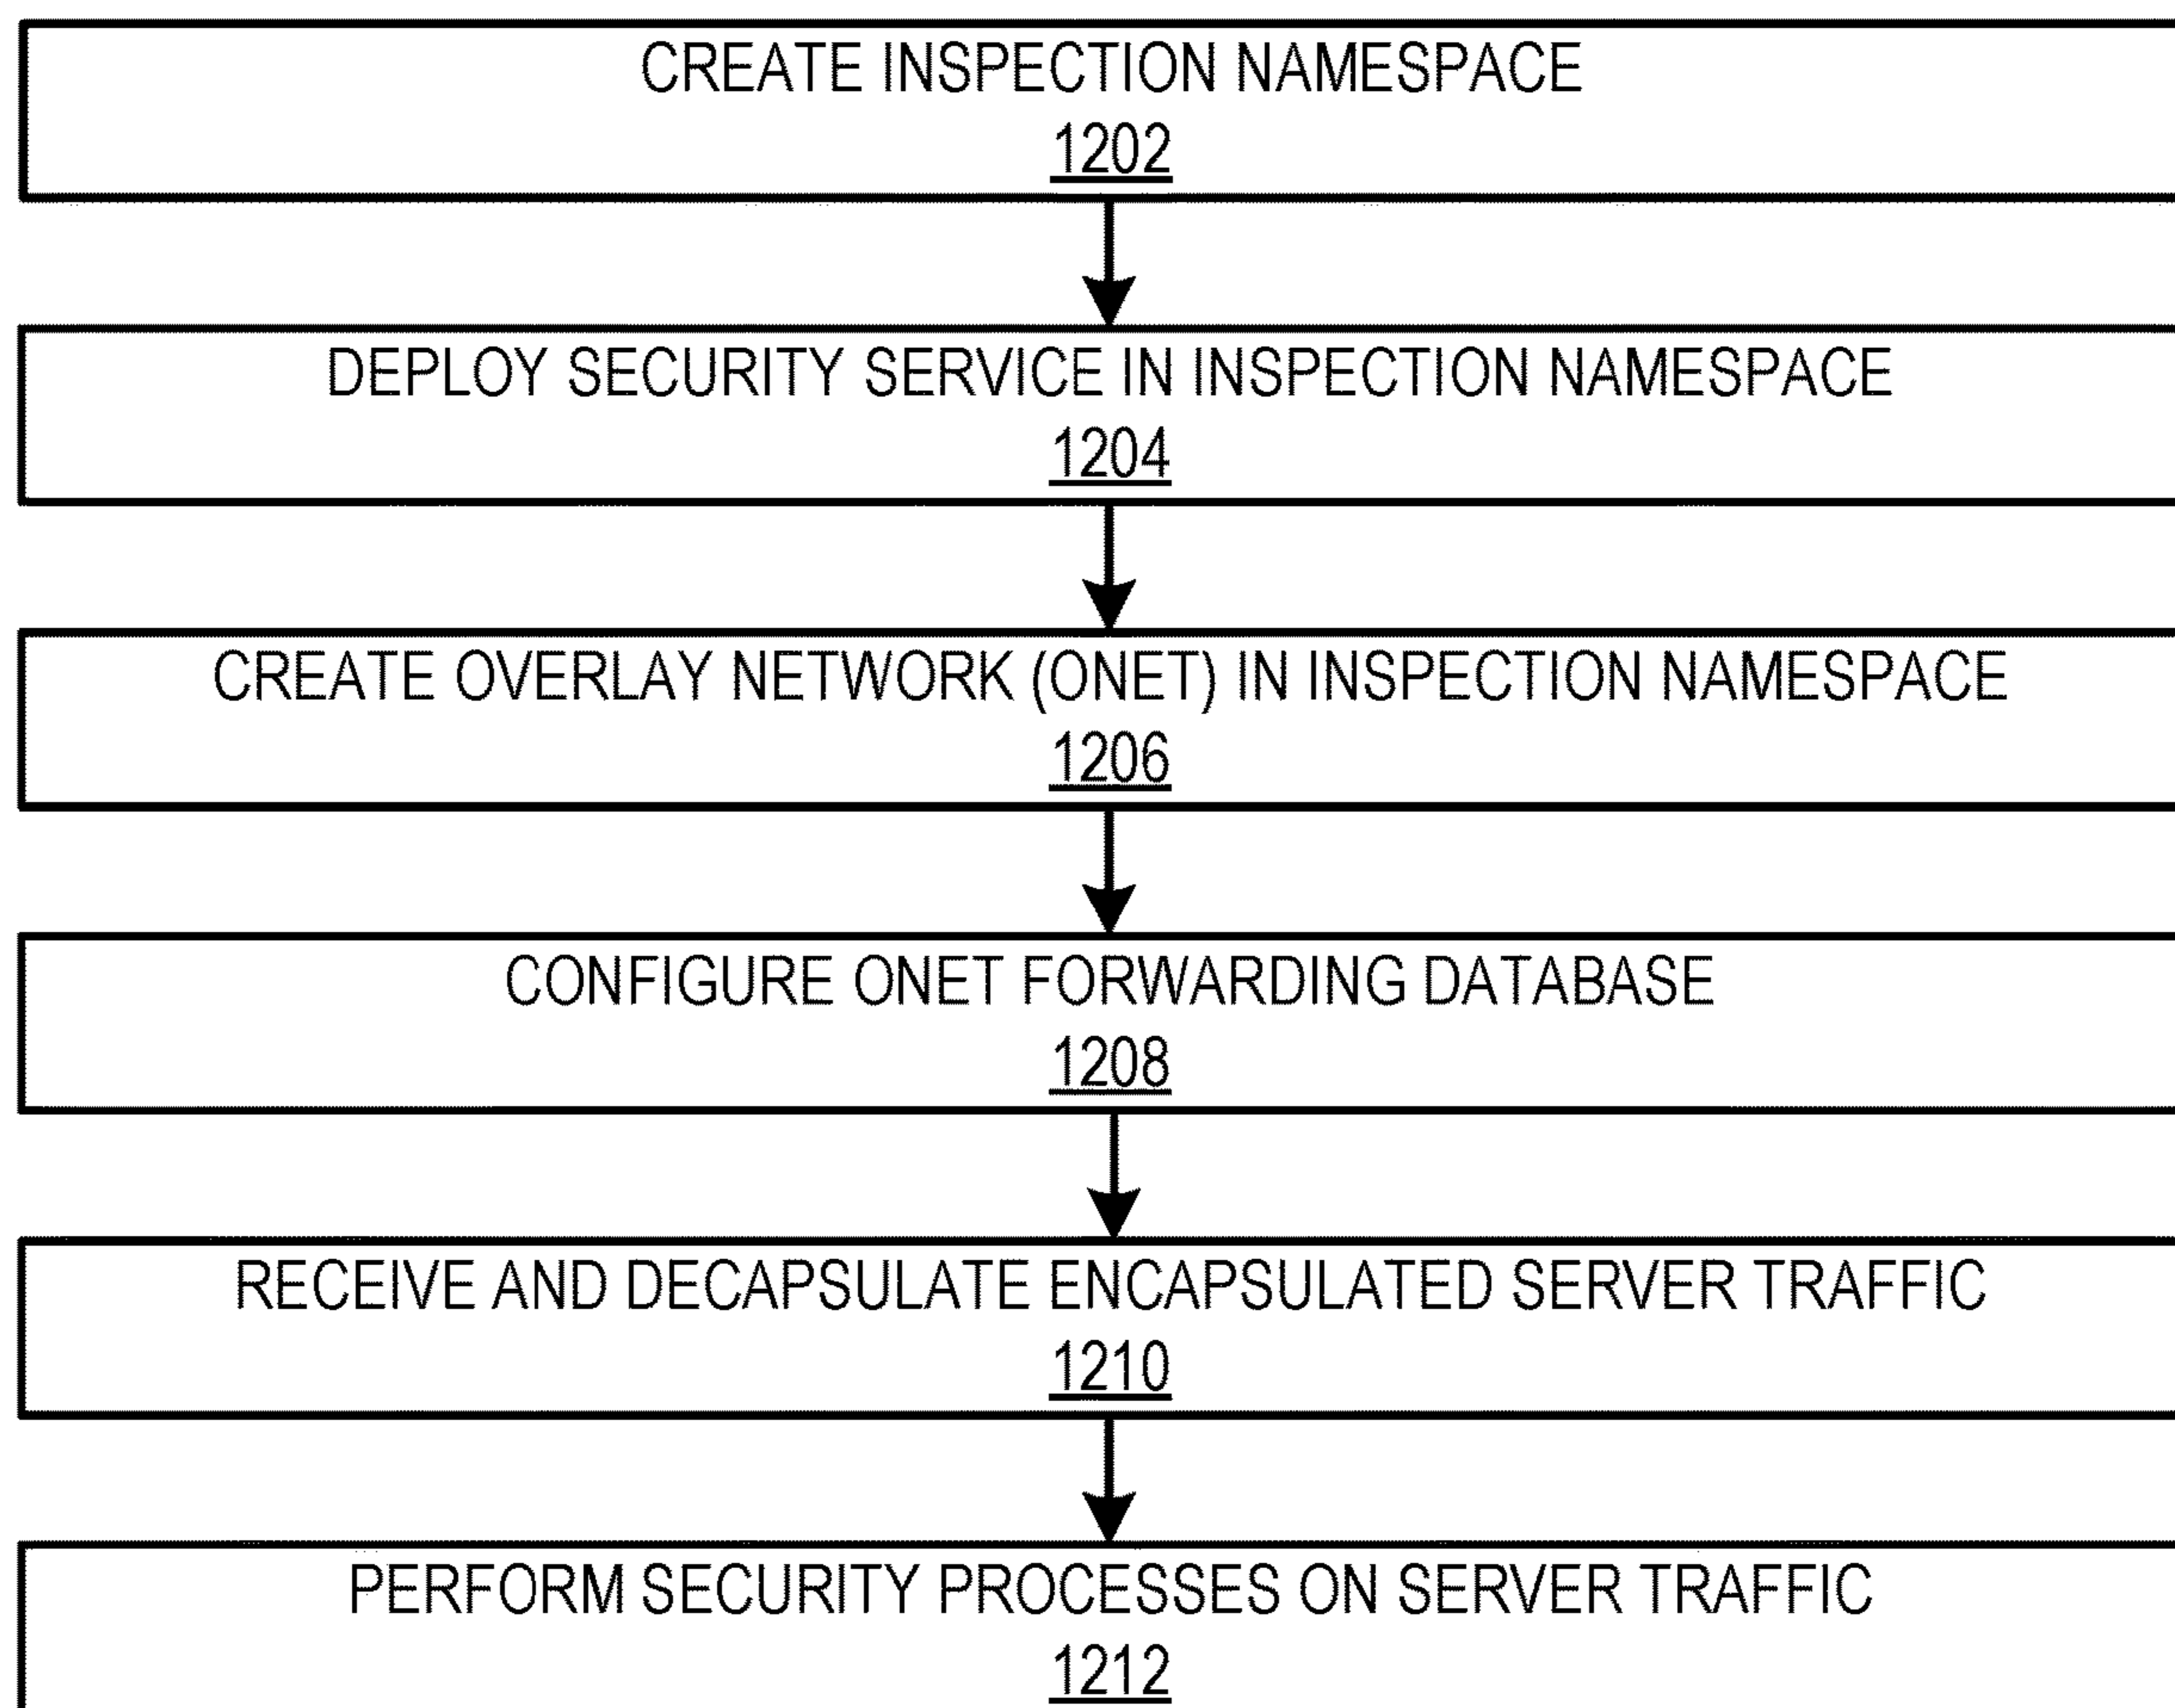 CREATE INSPECTION NAMESPACE
1202
DEPLOY SECURITY SERVICE IN INSPECTION NAMESPACE
1204
CREATE OVERLAY NETWORK (ONET) IN INSPECTION NAMESPACE
1206
CONFIGURE ONET FORWARDING DATABASE
1208
RECEIVE AND DECAPSULATE ENCAPSULATED SERVER TRAFFIC
1210
PERFORM SECURITY PROCESSES ON SERVER TRAFFIC
1212